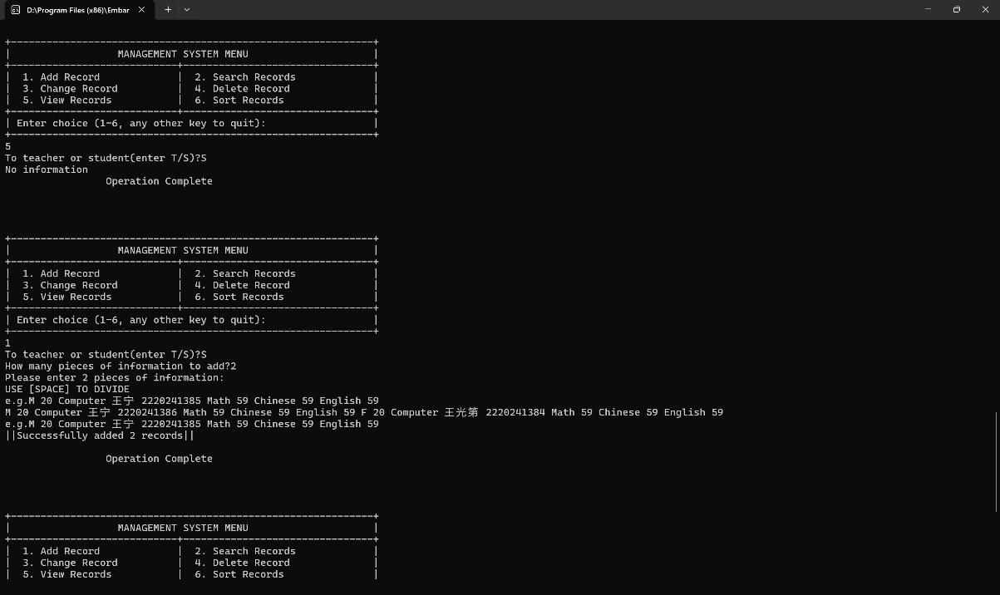 D:\Program Files (x86)\Embar
+-------------------------------------------------------------+
| MANAGEMENT SYSTEM MENU |
+----------------------------+--------------------------------+
| 1. Add Record | 2. Search Records |
| 3. Change Record | 4. Delete Record |
| 5. View Records | 6. Sort Records |
+----------------------------+--------------------------------+
| Enter choice (1-6, any other key to quit): |
+-------------------------------------------------------------+
5
To teacher or student(enter T/S)?S
No information
Operation Complete
+-------------------------------------------------------------+
| MANAGEMENT SYSTEM MENU |
+----------------------------+--------------------------------+
| 1. Add Record | 2. Search Records |
| 3. Change Record | 4. Delete Record |
| 5. View Records | 6. Sort Records |
+----------------------------+--------------------------------+
| Enter choice (1-6, any other key to quit): |
+-------------------------------------------------------------+
1
To teacher or student(enter T/S)?S
How many pieces of information to add?2
Please enter 2 pieces of information:
USE [SPACE] TO DIVIDE
e.g.M 20 Computer 王宁 2220241385 Math 59 Chinese 59 English 59
M 20 Computer 王宁 2220241386 Math 59 Chinese 59 English 59 F 20 Computer 王光第 2220241384 Math 59 Chinese 59 English 59
e.g.M 20 Computer 王宁 2220241385 Math 59 Chinese 59 English 59
||Successfully added 2 records||
Operation Complete
+-------------------------------------------------------------+
| MANAGEMENT SYSTEM MENU |
+----------------------------+--------------------------------+
| 1. Add Record | 2. Search Records |
| 3. Change Record | 4. Delete Record |
| 5. View Records | 6. Sort Records |